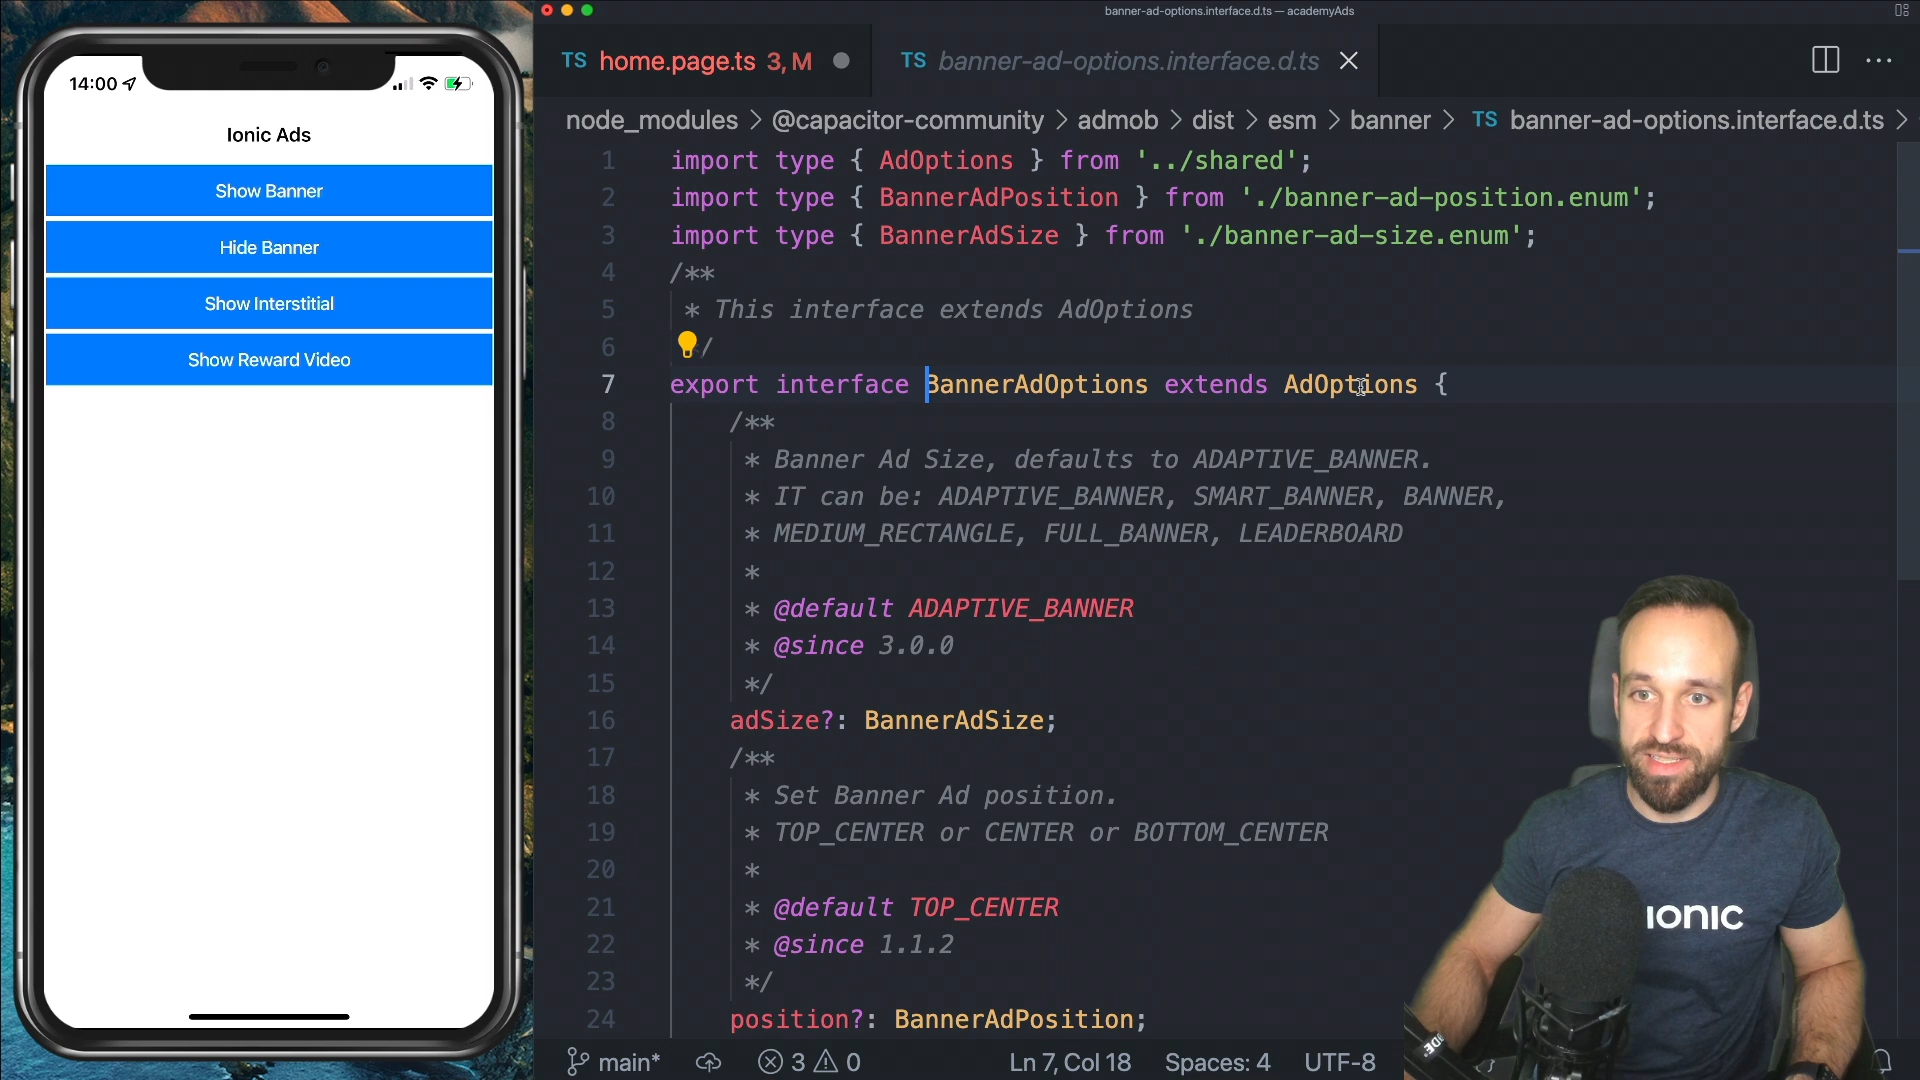 14:00
Ionic Ads
Show Banner
Hide Banner
Show Interstitial
Show Reward Video
banner-ad-options.interface.d.ts — academyAds
TS home.page.ts 3, M
TS banner-ad-options.interface.d.ts
node_modules > @capacitor-community > admob > dist > esm > banner > TS banner-ad-options.interface.d.ts >
1 import type { AdOptions } from '../shared';
2 import type { BannerAdPosition } from './banner-ad-position.enum';
3 import type { BannerAdSize } from './banner-ad-size.enum';
4 /**
5 * This interface extends AdOptions
6 /
7 export interface BannerAdOptions extends AdOptions {
8 /**
9 * Banner Ad Size, defaults to ADAPTIVE_BANNER.
10 * IT can be: ADAPTIVE_BANNER, SMART_BANNER, BANNER,
11 * MEDIUM_RECTANGLE, FULL_BANNER, LEADERBOARD
12 *
13 * @default ADAPTIVE_BANNER
14 * @since 3.0.0
15 */
16 adSize?: BannerAdSize;
17 /**
18 * Set Banner Ad position.
19 * TOP_CENTER or CENTER or BOTTOM_CENTER
20 *
21 * @default TOP_CENTER
22 * @since 1.1.2
23 */
24 position?: BannerAdPosition;
IONIC
main* 3 0 Ln 7, Col 18 Spaces: 4 UTF-8